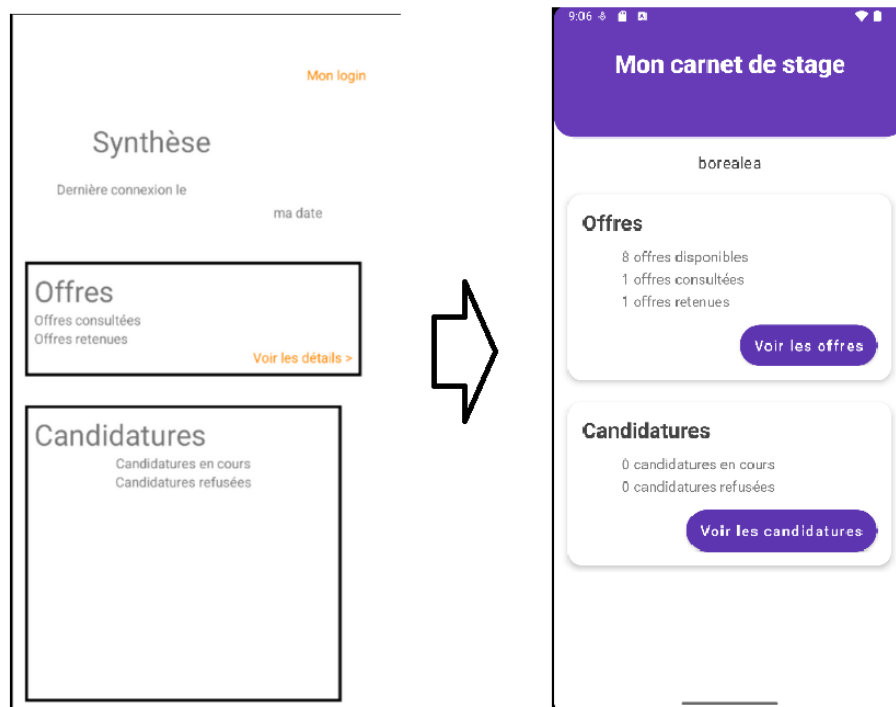 Mon login
Synthèse
Dernière connexion le
ma date
Offres
Offres consultées
Offres retenues
Voir les détails >
Candidatures
Candidatures en cours
Candidatures refusées
9:06
Mon carnet de stage
borealea
Offres
8 offres disponibles
1 offres consultées
1 offres retenues
Voir les offres
Candidatures
0 candidatures en cours
0 candidatures refusées
Voir les candidatures